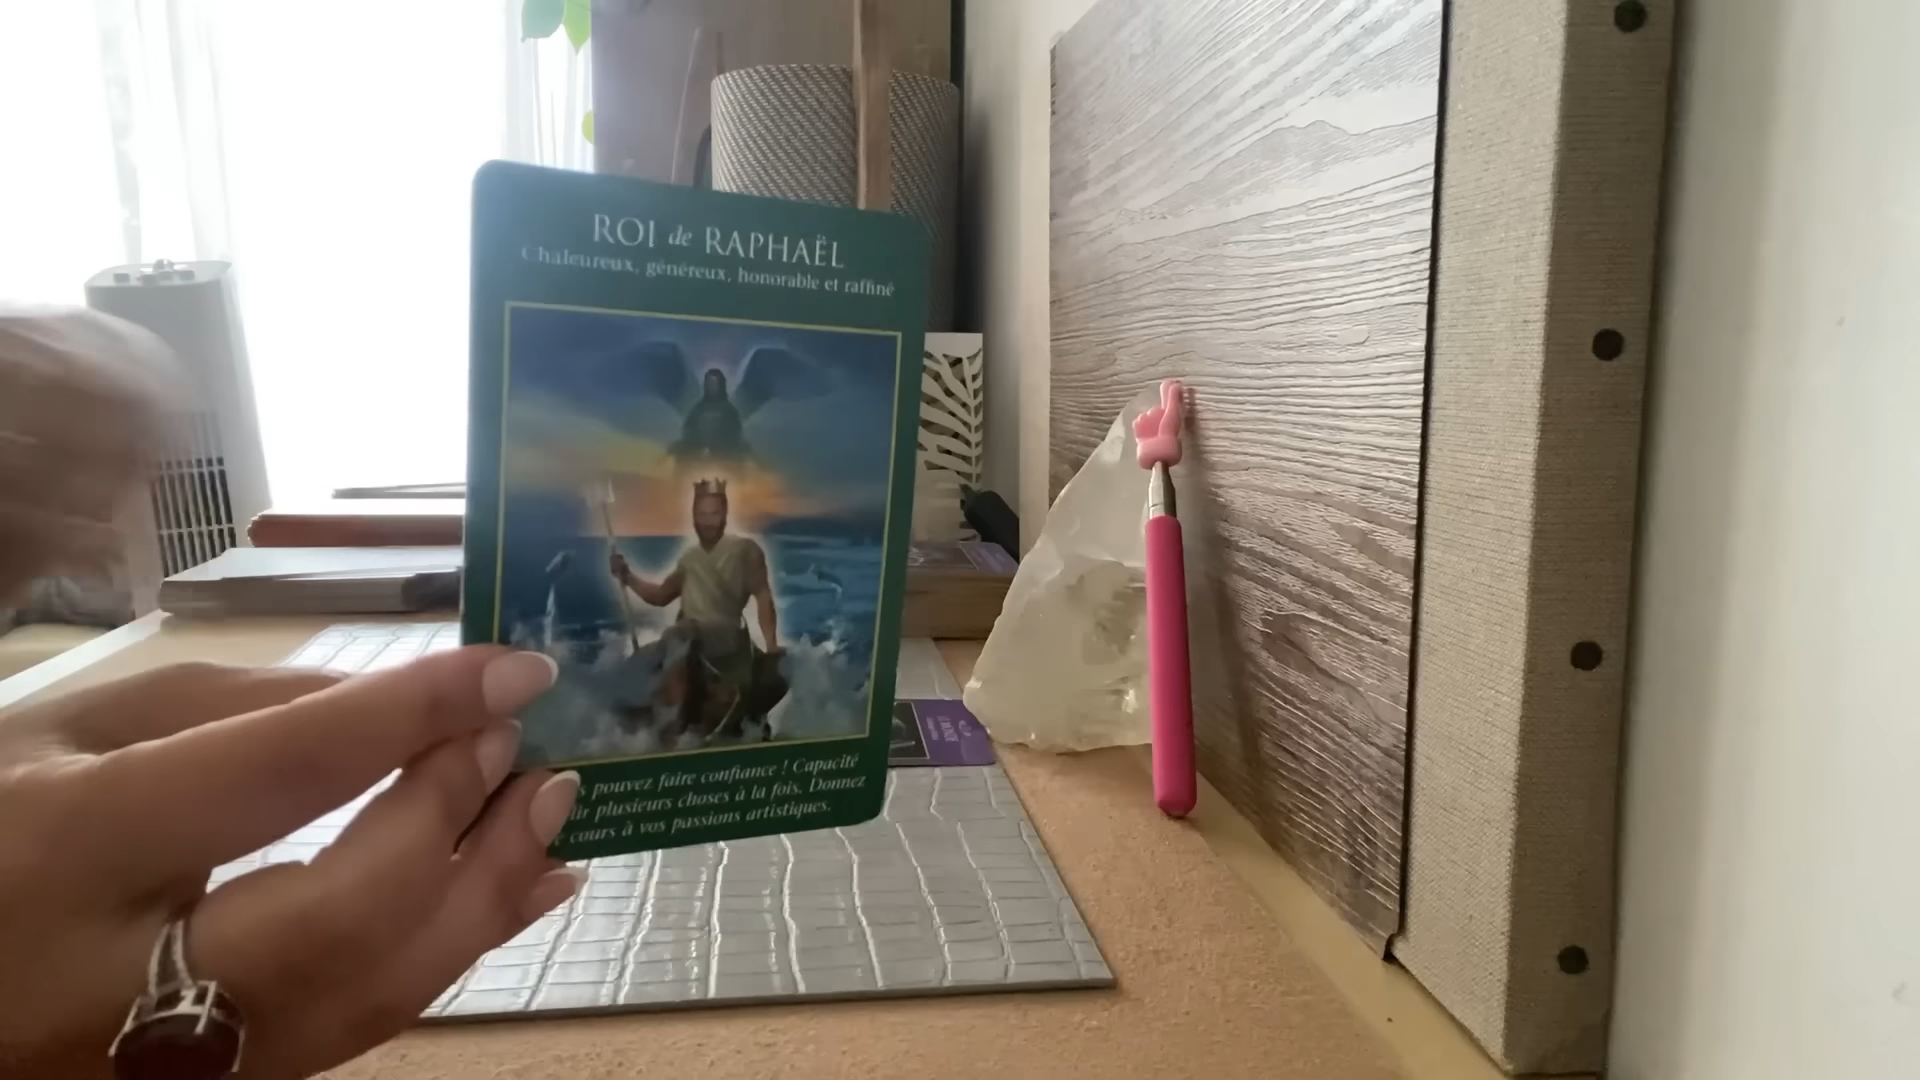 ROI de RAPHAËL
Chaleureux, généreux, honorable et raffiné
pouvez faire confiance ! Capacité
plusieurs choses à la fois. Donnez
cours à vos passions artistiques.